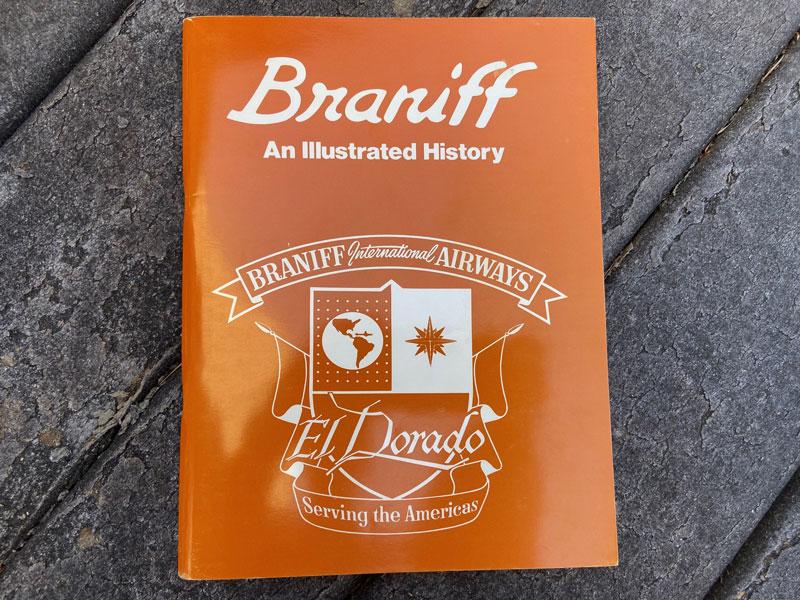 Braniff
An Illustrated History
BRANIFF International AIRWAYS
El Dorado
Serving the Americas